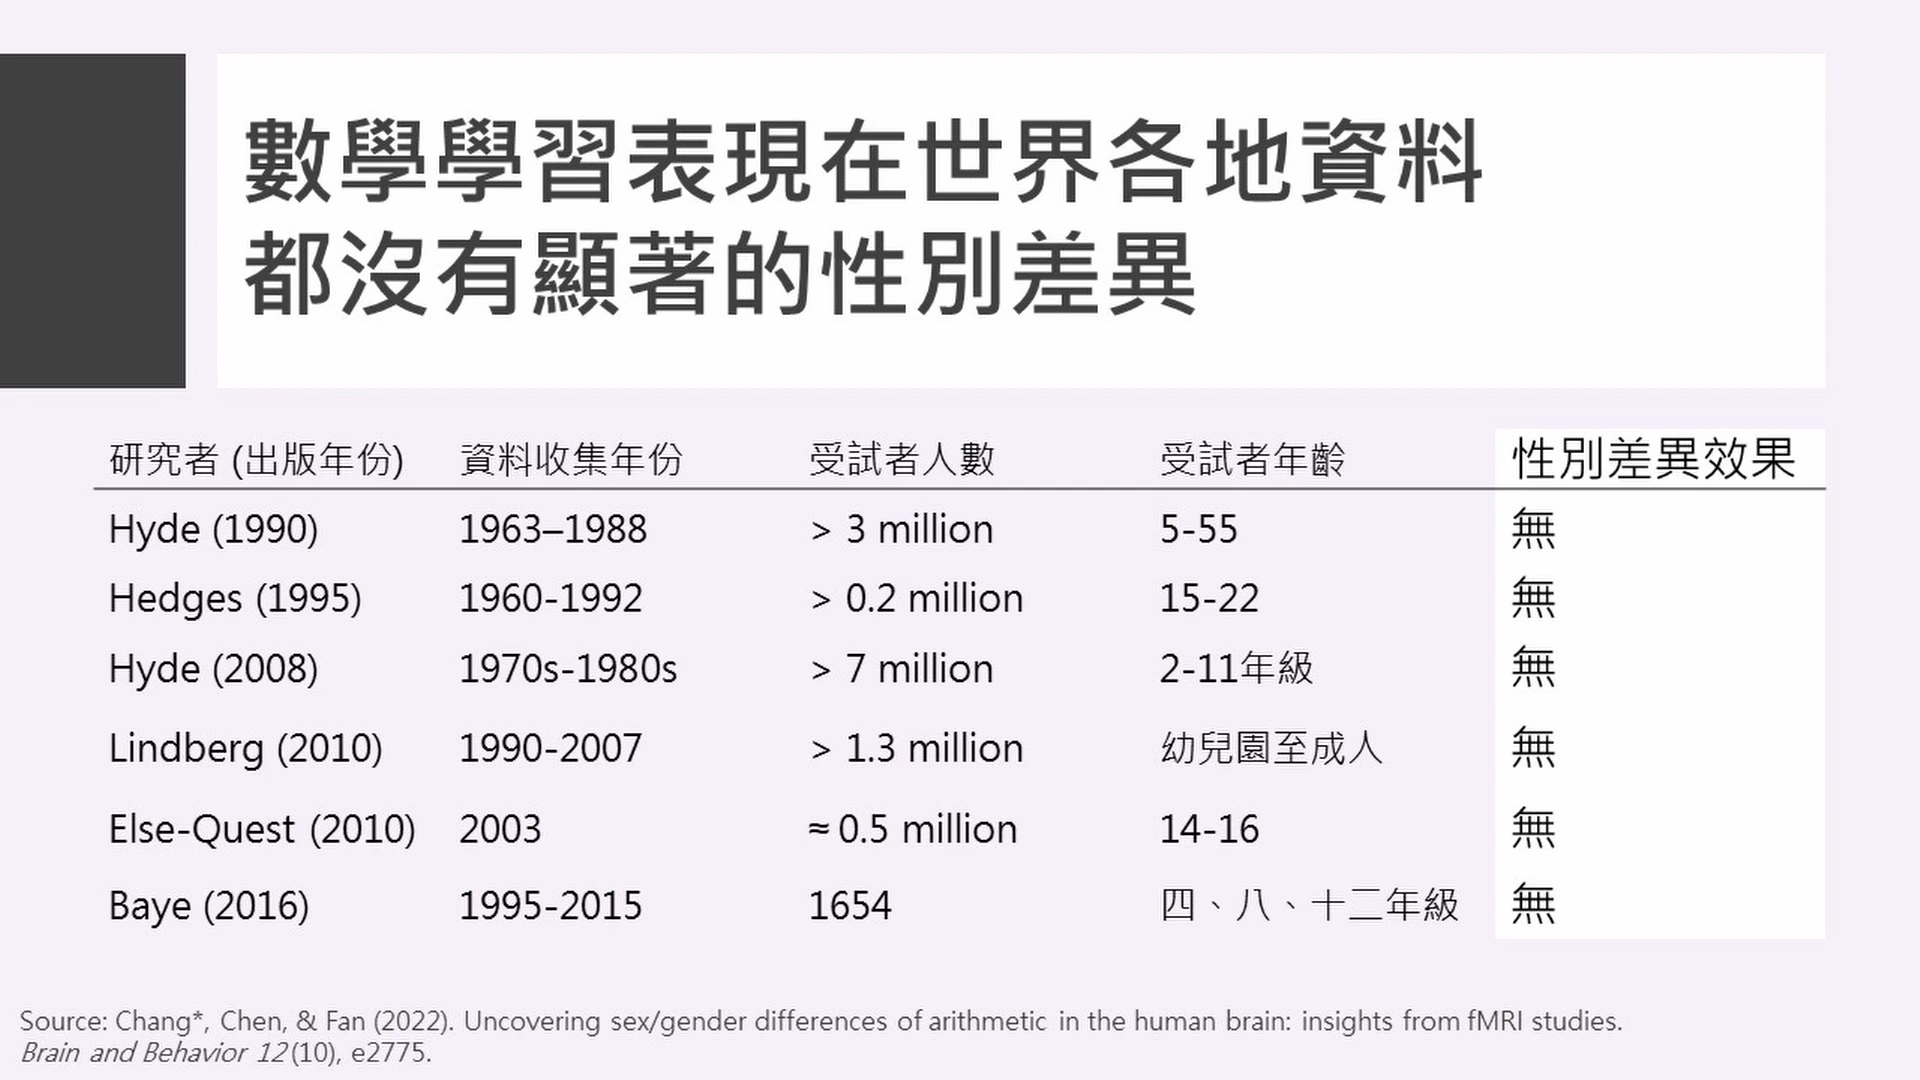 數學學習表現在世界各地資料
都沒有顯著的性別差異
研究者 (出版年份) 資料收集年份 受試者人數 受試者年齡 性別差異效果
Hyde (1990) 1963–1988 > 3 million 5-55 無
Hedges (1995) 1960-1992 > 0.2 million 15-22 無
Hyde (2008) 1970s-1980s > 7 million 2-11年級 無
Lindberg (2010) 1990-2007 > 1.3 million 幼兒園至成人 無
Else-Quest (2010) 2003 ≈ 0.5 million 14-16 無
Baye (2016) 1995-2015 1654 四、八、十二年級 無
Source: Chang*, Chen, & Fan (2022). Uncovering sex/gender differences of arithmetic in the human brain: insights from fMRI studies.
Brain and Behavior 12(10), e2775.